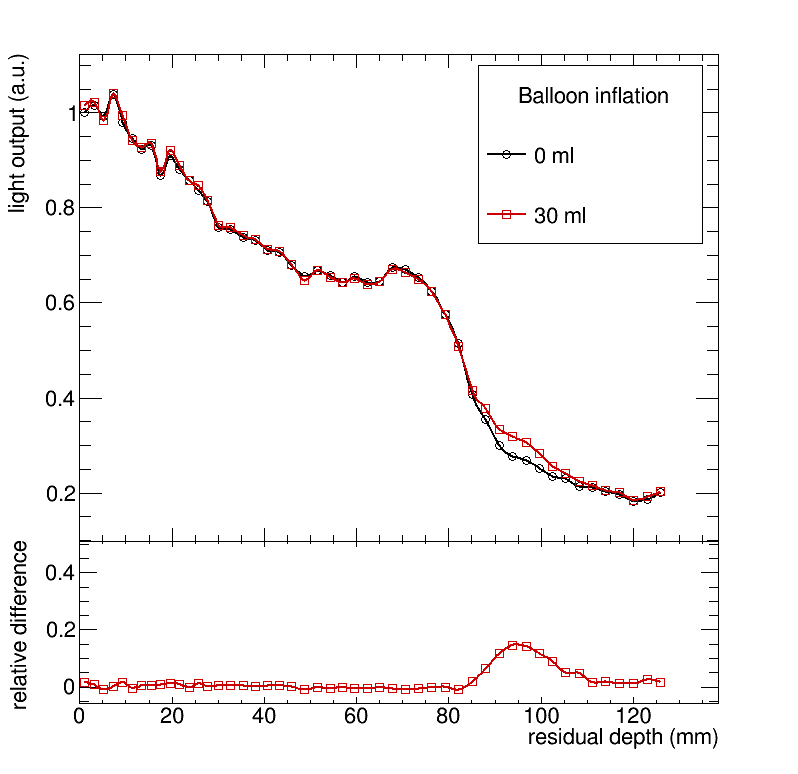 light output (a.u.)
1
0.8
0.6
0.4
0.2
Balloon inflation
0 ml
30 ml
relative difference
0.4
0.2
0
0 20 40 60 80 100 120
residual depth (mm)